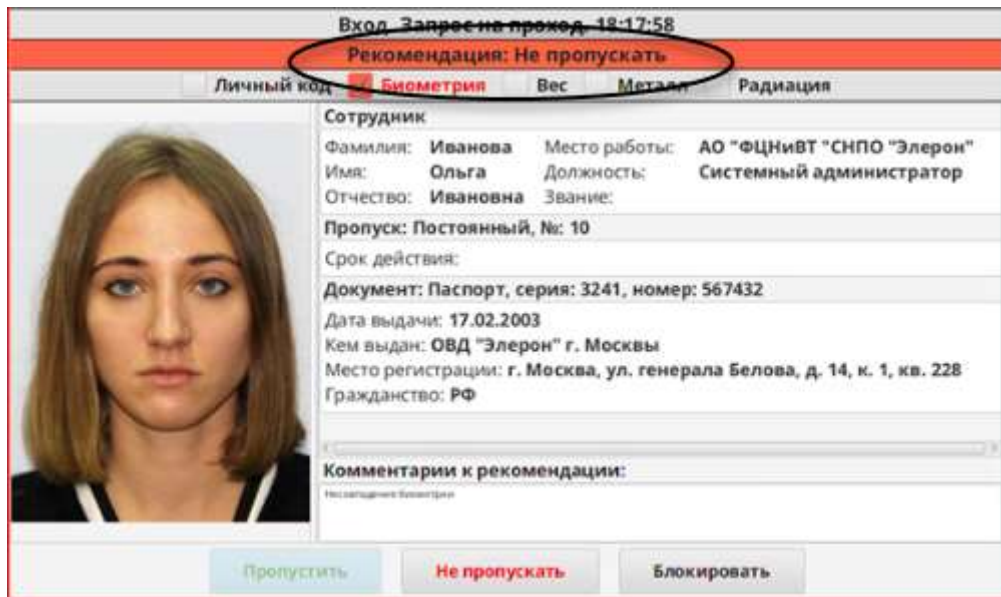 Вход. Запрос на проход. 18:17:58
Рекомендация: Не пропускать
Личный код Биометрия Вес Металл Радиация
Сотрудник
Фамилия: Иванова Место работы: АО "ФЦНиВТ "СНПО "Элерон"
Имя: Ольга Должность: Системный администратор
Отчество: Ивановна Звание:
Пропуск: Постоянный, №: 10
Срок действия:
Документ: Паспорт, серия: 3241, номер: 567432
Дата выдачи: 17.02.2003
Кем выдан: ОВД "Элерон" г. Москвы
Место регистрации: г. Москва, ул. генерала Белова, д. 14, к. 1, кв. 228
Гражданство: РФ
Комментарии к рекомендации:
Несовпадение биометрии
Пропустить Не пропускать Блокировать